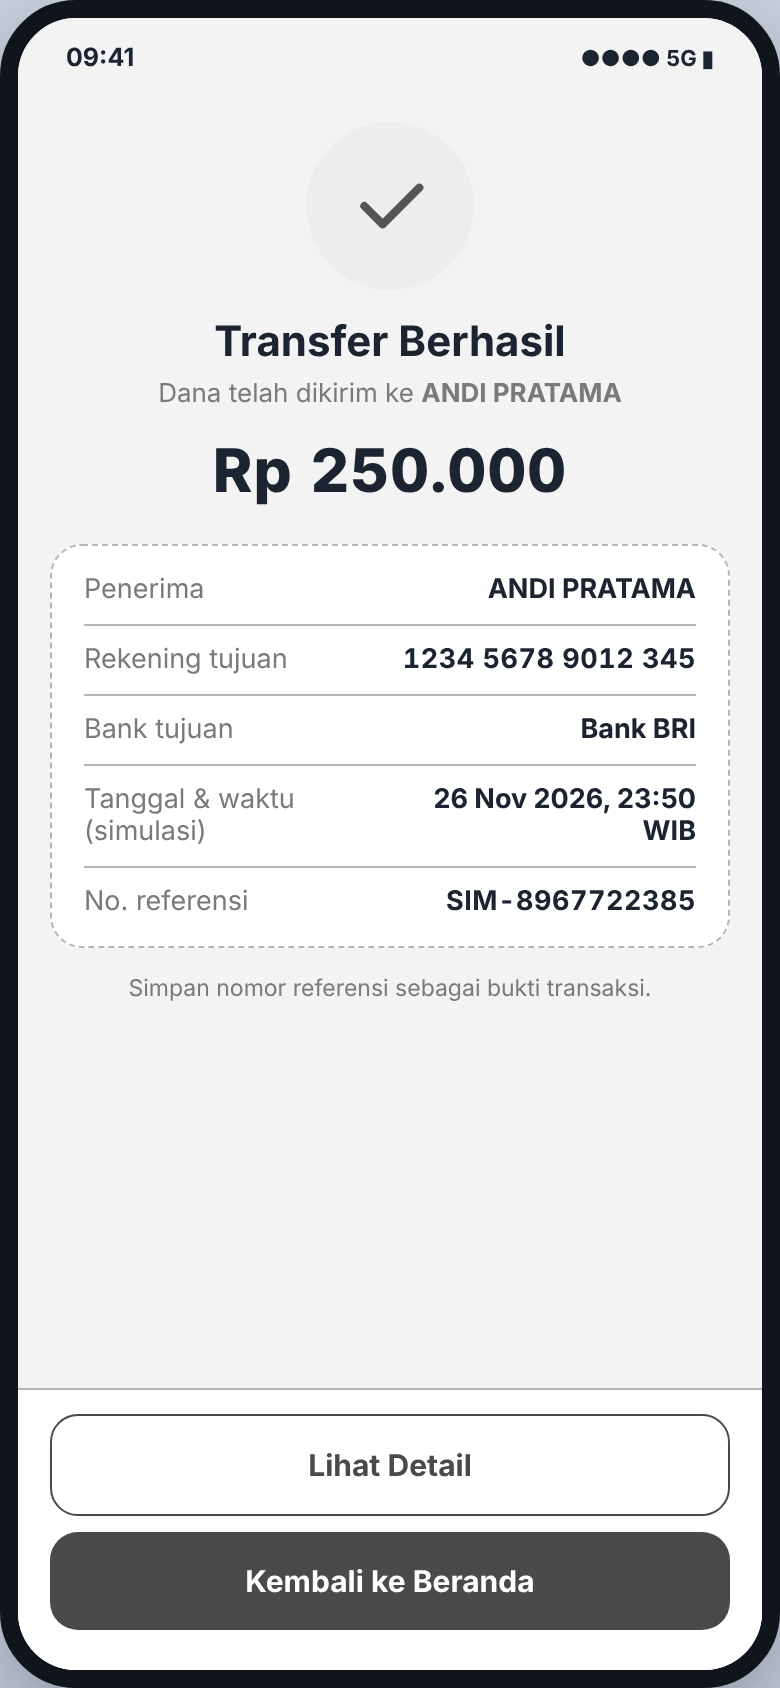 09:41
5G
Transfer Berhasil
Dana telah dikirim ke ANDI PRATAMA
Rp 250.000
Penerima ANDI PRATAMA
Rekening tujuan 1234 5678 9012 345
Bank tujuan Bank BRI
Tanggal & waktu 26 Nov 2026, 23:50
(simulasi) WIB
No. referensi SIM-8967722385
Simpan nomor referensi sebagai bukti transaksi.
Lihat Detail
Kembali ke Beranda